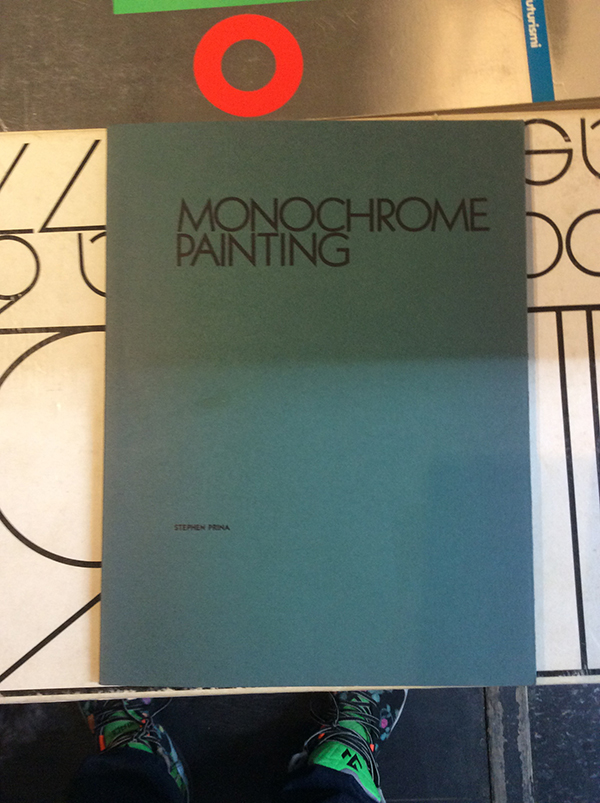 uturismi
MONOCHROME
PAINTING
STEPHEN PRINA